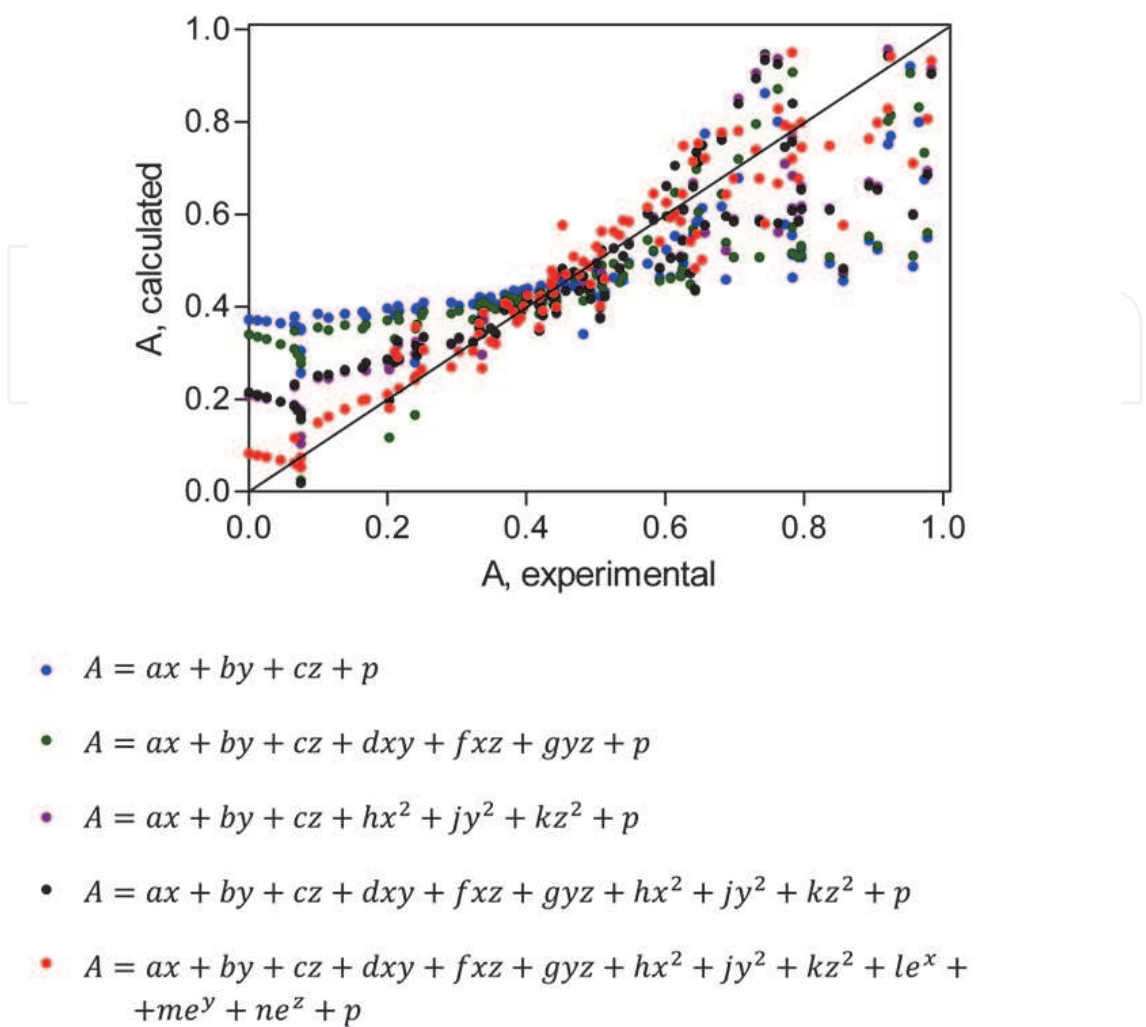 1.0
0.8
0.6
0.4
0.2
0.0
A, calculated
0.0 0.2 0.4 0.6 0.8 1.0
A, experimental
A = ax + by + cz + p
A = ax + by + cz + dxy + fxz + gyz + p
A = ax + by + cz + hx² + jy² + kz² + p
A = ax + by + cz + dxy + fxz + gyz + hx² + jy² + kz² + p
A = ax + by + cz + dxy + fxz + gyz + hx² + jy² + kz² + leˣ +
+meʸ + neᶻ + p